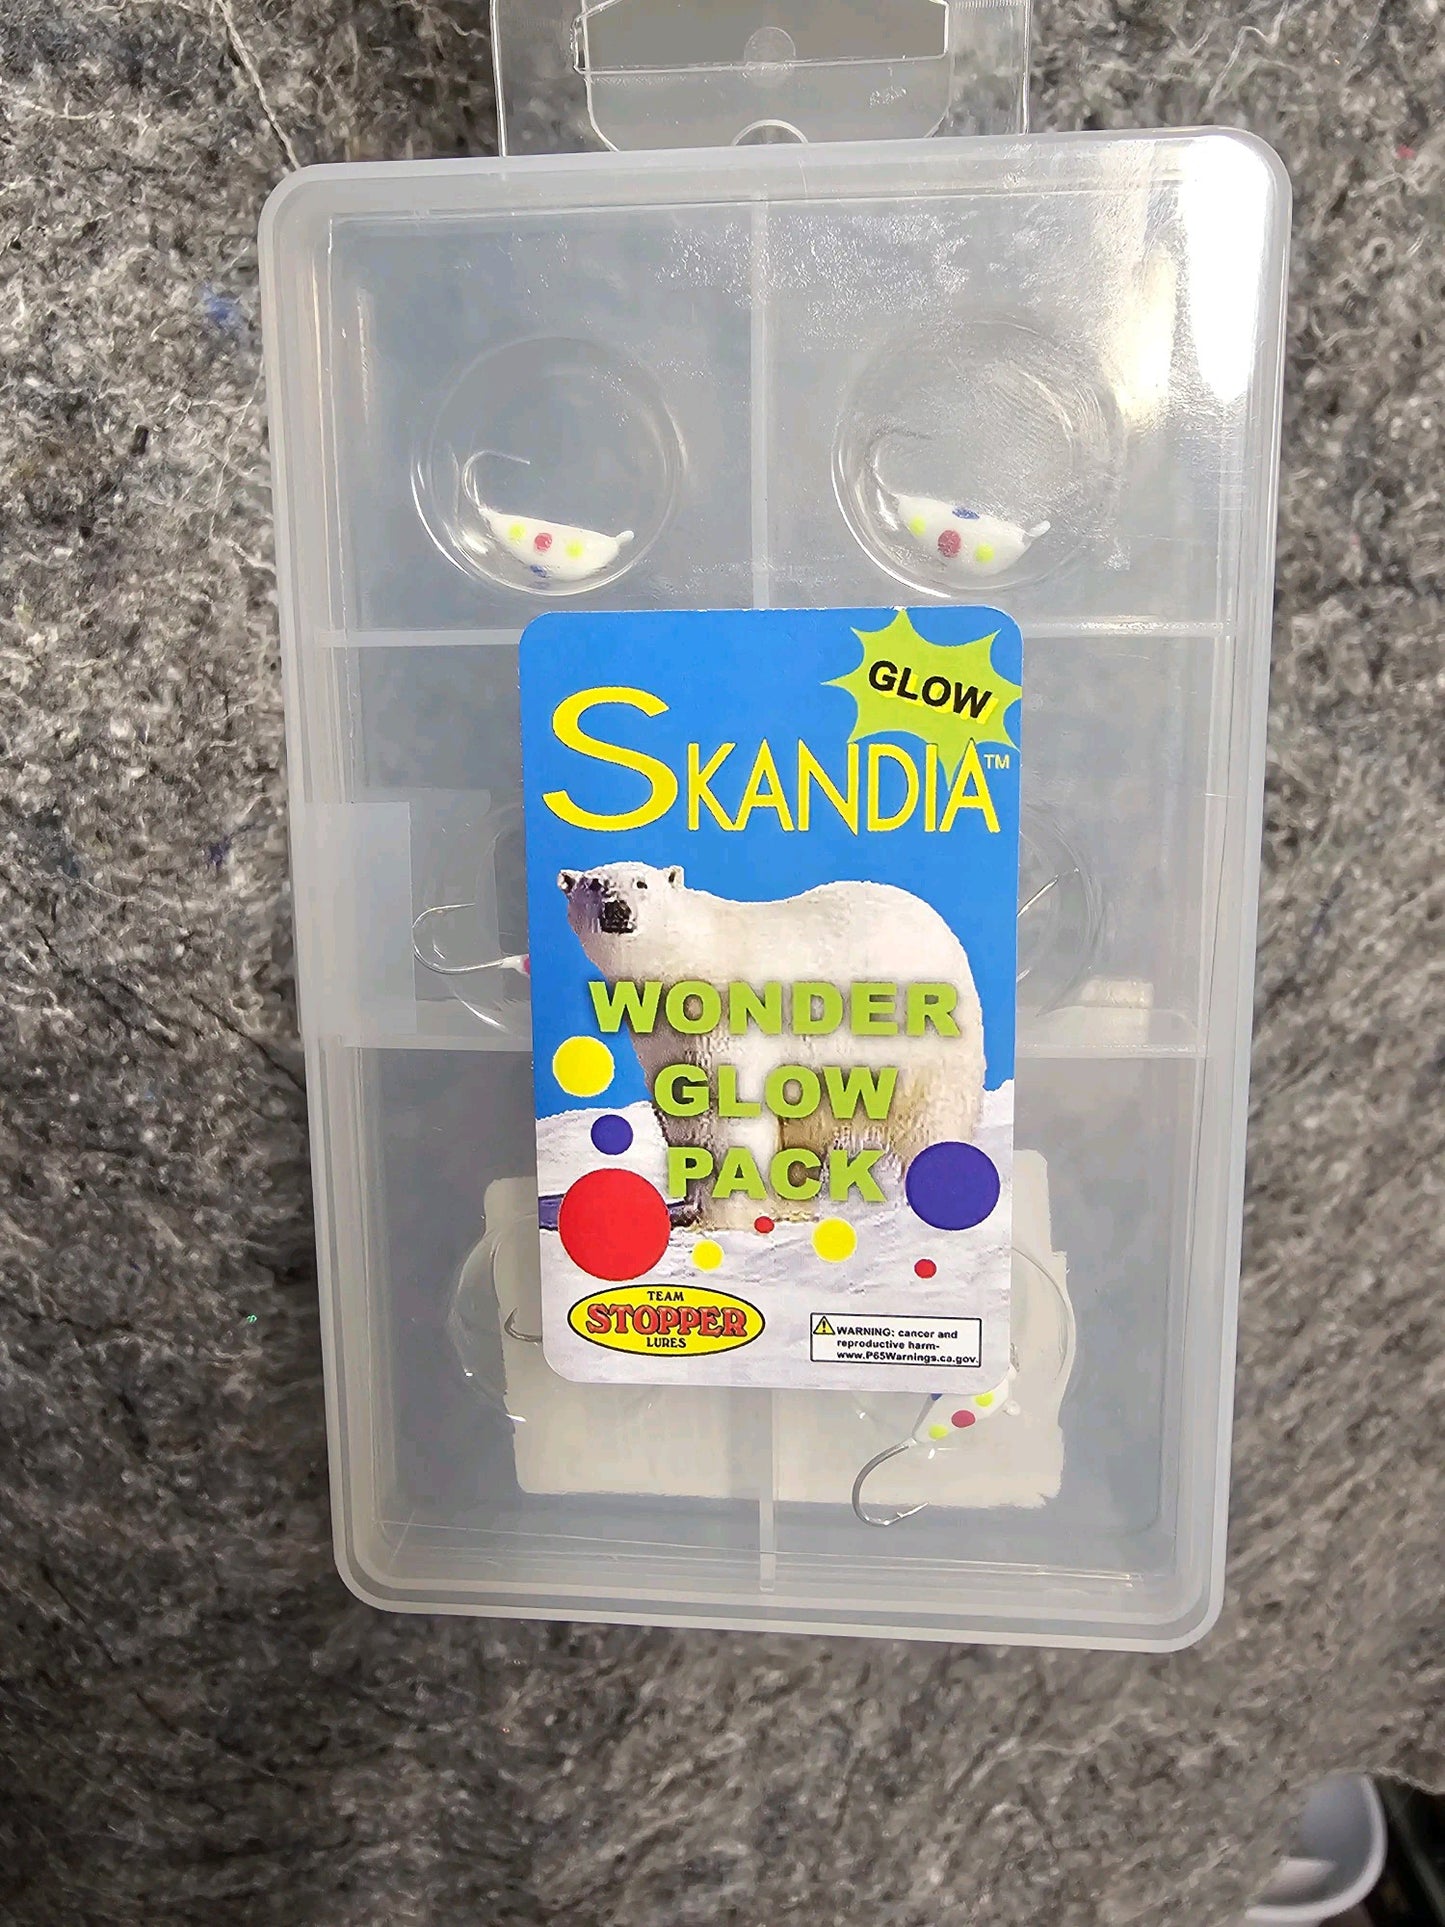 GLOW
SKANDIA™
WONDER
GLOW
PACK
TEAM
STOPPER
LURES
WARNING: cancer and
reproductive harm-
www.P65Warnings.ca.gov.